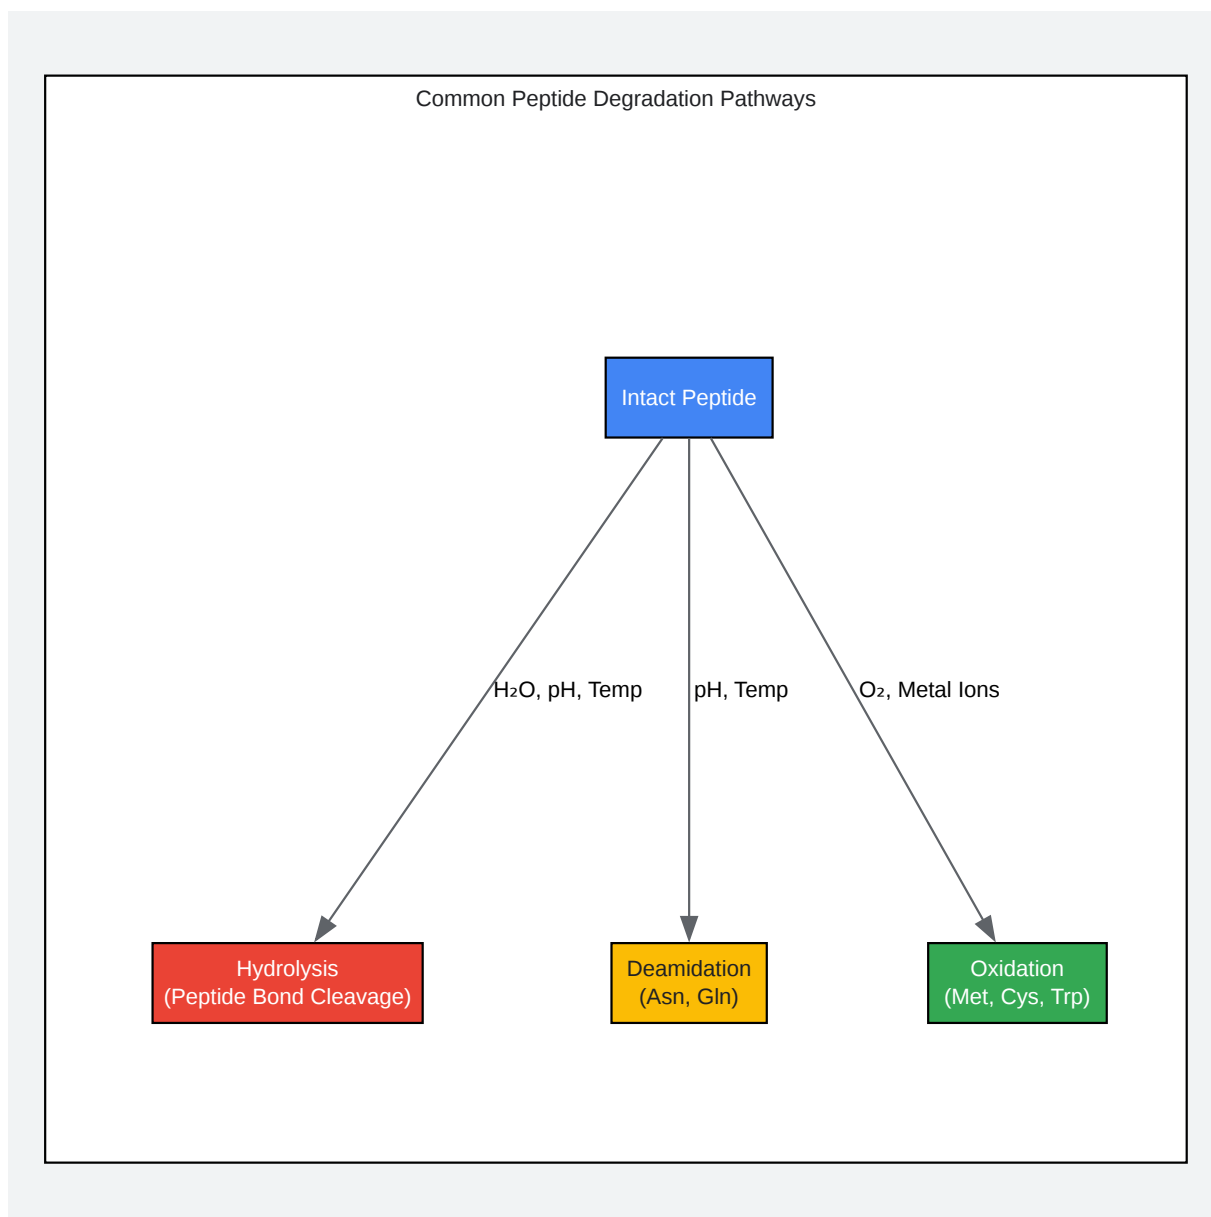 Common Peptide Degradation Pathways
Intact Peptide
H₂O, pH, Temp
pH, Temp
O₂, Metal Ions
Hydrolysis
(Peptide Bond Cleavage)
Deamidation
(Asn, Gln)
Oxidation
(Met, Cys, Trp)